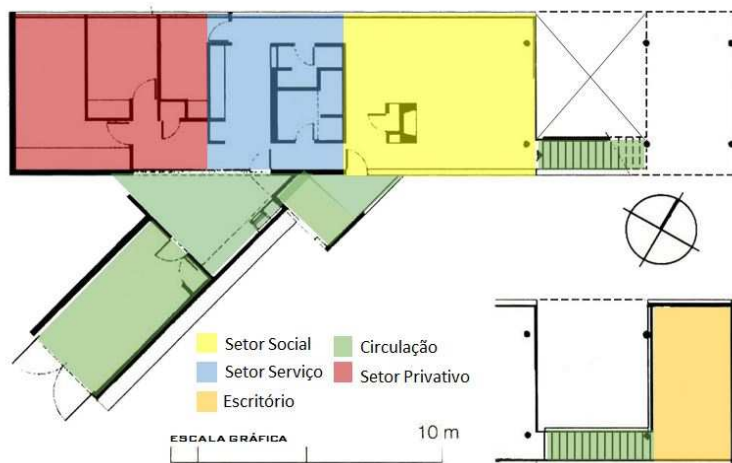 Setor Social
Circulação
Setor Serviço
Setor Privativo
Escritório
ESCALA GRÁFICA
10 m